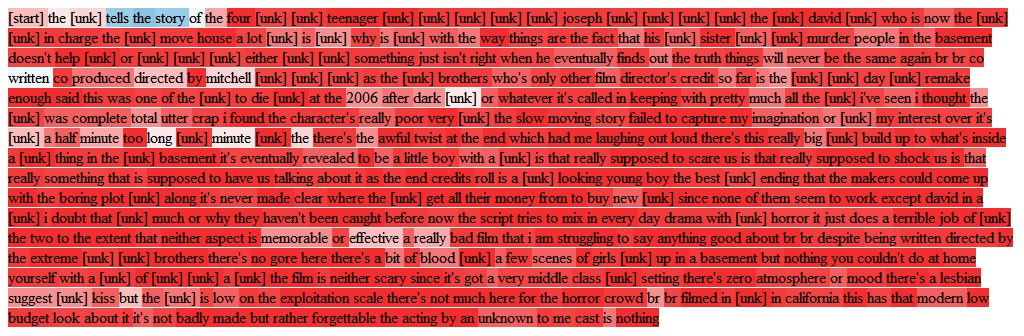 [start] the [unk] tells the story of the four [unk] [unk] teenager [unk] [unk] [unk] [unk] [unk] joseph [unk] [unk] [unk] [unk] the [unk] david [unk] who is now the [unk]
[unk] in charge the [unk] move house a lot [unk] is [unk] why is [unk] with the way things are the fact that his [unk] sister [unk] [unk] murder people in the basement
doesn't help [unk] or [unk] [unk] [unk] either [unk] [unk] something just isn't right when he eventually finds out the truth things will never be the same again br br co
written co produced directed by mitchell [unk] [unk] [unk] as the [unk] brothers who's only other film director's credit so far is the [unk] [unk] day [unk] remake
enough said this was one of the [unk] to die [unk] at the 2006 after dark [unk] or whatever it's called in keeping with pretty much all the [unk] i've seen i thought the
[unk] was complete total utter crap i found the character's really poor very [unk] the slow moving story failed to capture my imagination or [unk] my interest over it's
[unk] a half minute too long [unk] minute [unk] the there's the awful twist at the end which had me laughing out loud there's this really big [unk] build up to what's inside
a [unk] thing in the [unk] basement it's eventually revealed to be a little boy with a [unk] is that really supposed to scare us is that really supposed to shock us is that
really something that is supposed to have us talking about it as the end credits roll is a [unk] looking young boy the best [unk] ending that the makers could come up
with the boring plot [unk] along it's never made clear where the [unk] get all their money from to buy new [unk] since none of them seem to work except david in a
[unk] i doubt that [unk] much or why they haven't been caught before now the script tries to mix in every day drama with [unk] horror it just does a terrible job of [unk]
the two to the extent that neither aspect is memorable or effective a really bad film that i am struggling to say anything good about br br despite being written directed by
the extreme [unk] [unk] brothers there's no gore here there's a bit of blood [unk] a few scenes of girls [unk] up in a basement but nothing you couldn't do at home
yourself with a [unk] of [unk] [unk] a [unk] the film is neither scary since it's got a very middle class [unk] setting there's zero atmosphere or mood there's a lesbian
suggest [unk] kiss but the [unk] is low on the exploitation scale there's not much here for the horror crowd br br filmed in [unk] in california this has that modern low
budget look about it it's not badly made but rather forgettable the acting by an unknown to me cast is nothing